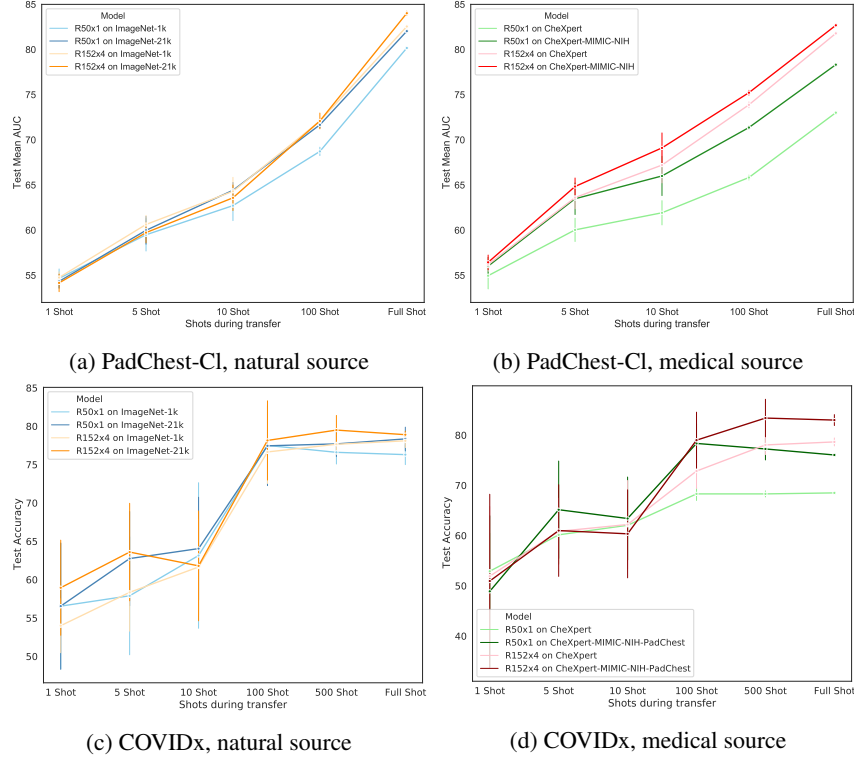 Model
R50x1 on ImageNet-1k
R50x1 on ImageNet-21k
R152x4 on ImageNet-1k
R152x4 on ImageNet-21k
Test Mean AUC
85
80
75
70
65
60
55
1 Shot 5 Shot 10 Shot 100 Shot Full Shot
Shots during transfer
(a) PadChest-Cl, natural source
Model
R50x1 on CheXpert
R50x1 on CheXpert-MIMIC-NIH
R152x4 on CheXpert
R152x4 on CheXpert-MIMIC-NIH
Test Mean AUC
85
80
75
70
65
60
55
1 Shot 5 Shot 10 Shot 100 Shot Full Shot
Shots during transfer
(b) PadChest-Cl, medical source
Model
R50x1 on ImageNet-1k
R50x1 on ImageNet-21k
R152x4 on ImageNet-1k
R152x4 on ImageNet-21k
Test Accuracy
85
80
75
70
65
60
55
50
1 Shot 5 Shot 10 Shot 100 Shot 500 Shot Full Shot
Shots during transfer
(c) COVIDx, natural source
Test Accuracy
80
70
60
50
40
Model
R50x1 on CheXpert
R50x1 on CheXpert-MIMIC-NIH-PadChest
R152x4 on CheXpert
R152x4 on CheXpert-MIMIC-NIH-PadChest
1 Shot 5 Shot 10 Shot 100 Shot 500 Shot Full Shot
Shots during transfer
(d) COVIDx, medical source